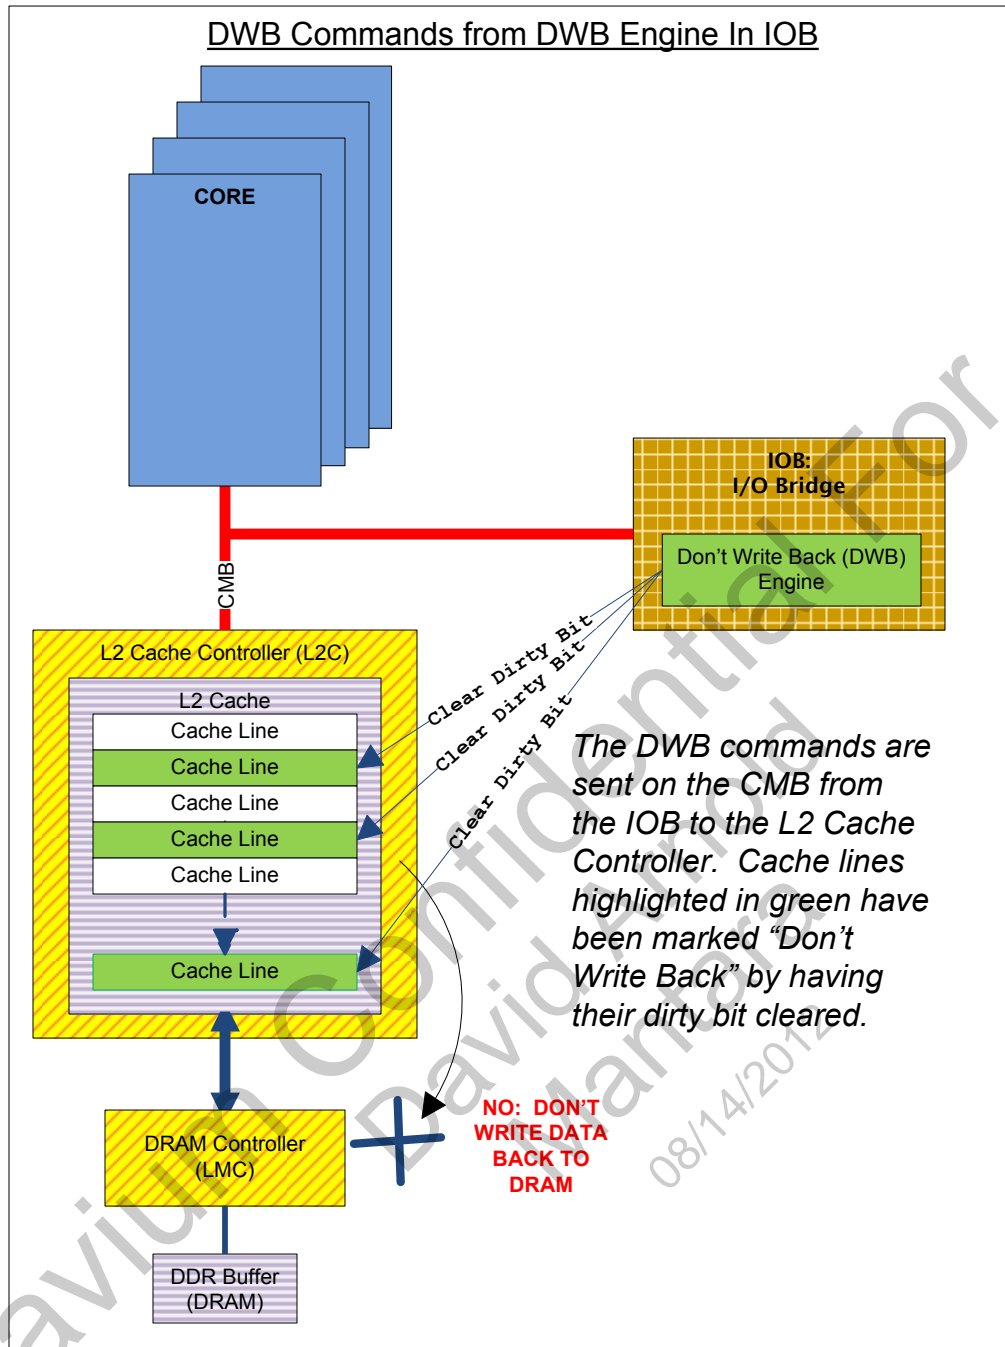 DWB Commands from DWB Engine In IOB
CORE
IOB:
I/O Bridge
Don't Write Back (DWB)
Engine
CMB
Clear Dirty Bit
Clear Dirty Bit
Clear Dirty Bit
L2 Cache Controller (L2C)
L2 Cache
Cache Line
Cache Line
Cache Line
Cache Line
Cache Line
Cache Line
The DWB commands are
sent on the CMB from
the IOB to the L2 Cache
Controller.  Cache lines
highlighted in green have
been marked “Don't
Write Back” by having
their dirty bit cleared.
NO:  DON'T
WRITE DATA
BACK TO
DRAM
DRAM Controller
(LMC)
DDR Buffer
(DRAM)
avium Confidential For
David Arnold
Mantara
08/14/2012